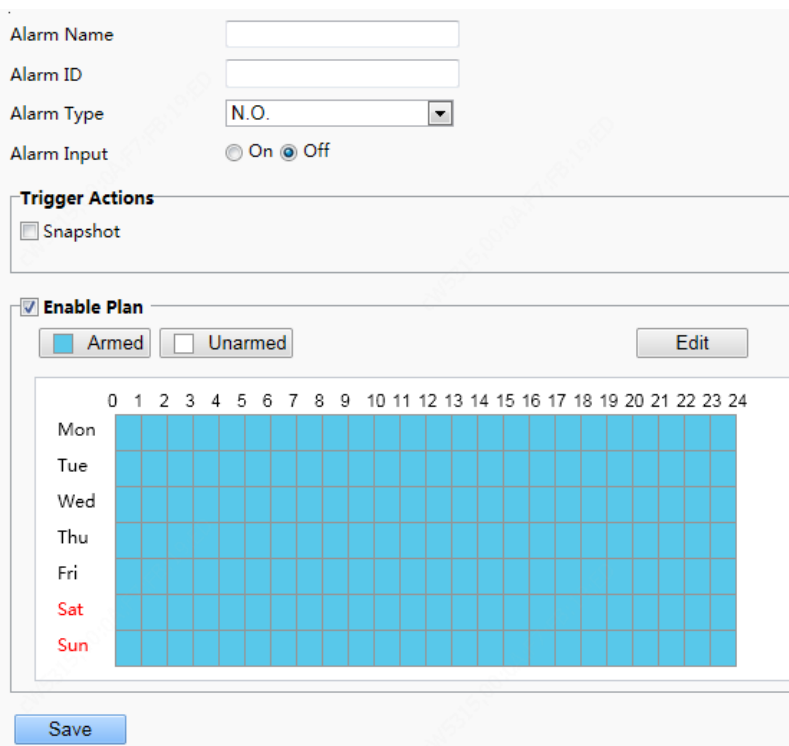 Alarm Name
Alarm ID
Alarm Type N.O.
Alarm Input On Off
Trigger Actions
Snapshot
Enable Plan
Armed Unarmed Edit
0 1 2 3 4 5 6 7 8 9 10 11 12 13 14 15 16 17 18 19 20 21 22 23 24
Mon
Tue
Wed
Thu
Fri
Sat
Sun
Save